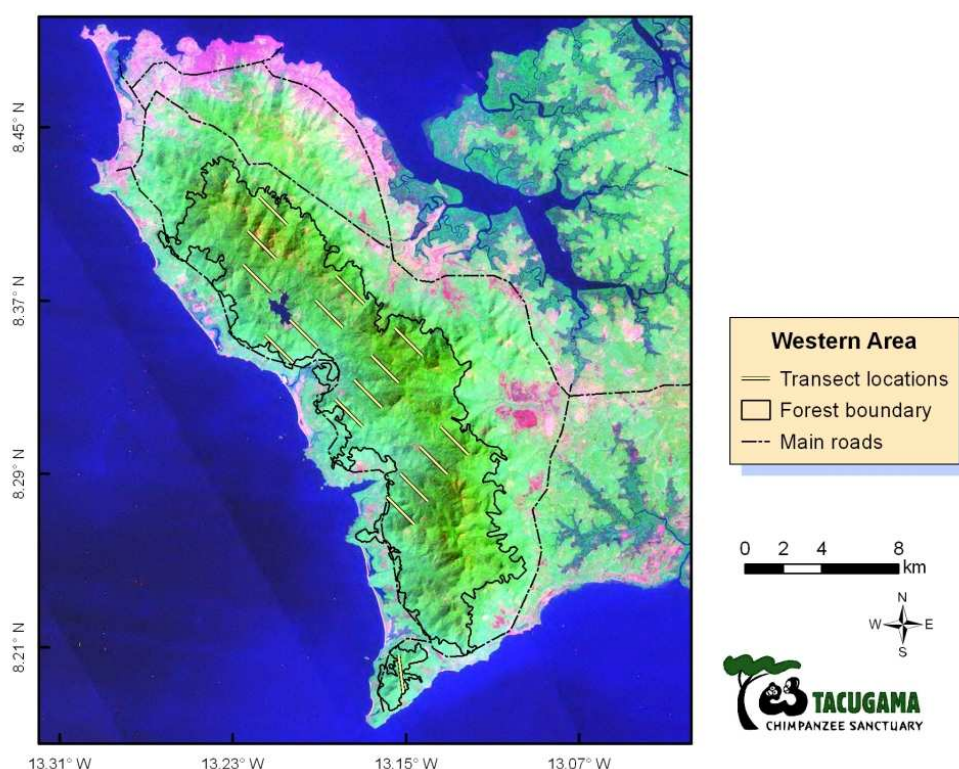 8.45° N
8.37° N
8.29° N
8.21° N
13.31° W
13.23° W
13.15° W
13.07° W
Western Area
Transect locations
Forest boundary
Main roads
0 2 4 8
km
N
W E
S
TACUGAMA
CHIMPANZEE SANCTUARY